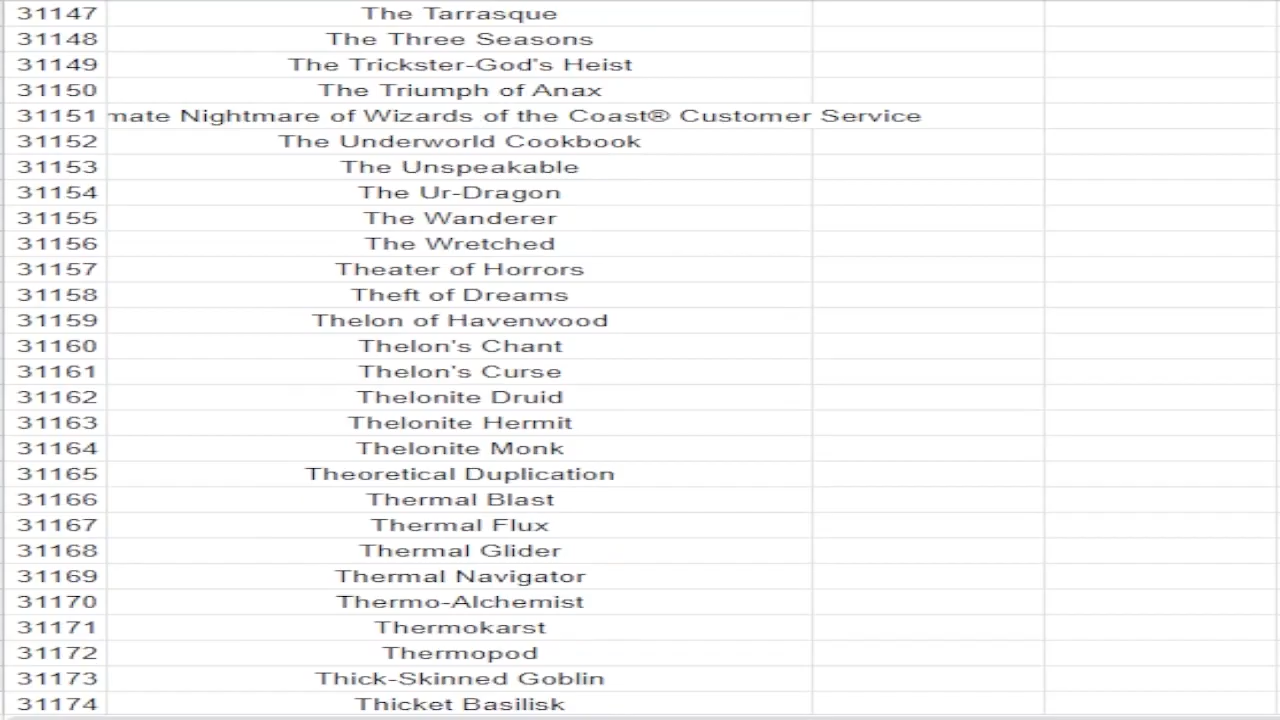 31147 The Tarrasque
31148 The Three Seasons
31149 The Trickster-God's Heist
31150 The Triumph of Anax
31151 mate Nightmare of Wizards of the Coast® Customer Service
31152 The Underworld Cookbook
31153 The Unspeakable
31154 The Ur-Dragon
31155 The Wanderer
31156 The Wretched
31157 Theater of Horrors
31158 Theft of Dreams
31159 Thelon of Havenwood
31160 Thelon's Chant
31161 Thelon's Curse
31162 Thelonite Druid
31163 Thelonite Hermit
31164 Thelonite Monk
31165 Theoretical Duplication
31166 Thermal Blast
31167 Thermal Flux
31168 Thermal Glider
31169 Thermal Navigator
31170 Thermo-Alchemist
31171 Thermokarst
31172 Thermopod
31173 Thick-Skinned Goblin
31174 Thicket Basilisk